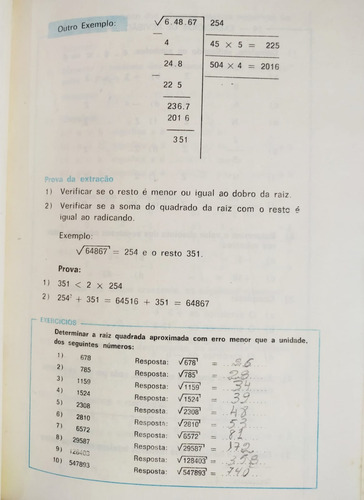 Outro Exemplo:
√6.48.67 254
4 45 × 5 = 225
24.8 504 × 4 = 2016
22 5
236.7
201 6
351
Prova da extração
1) Verificar se o resto é menor ou igual ao dobro da raiz.
2) Verificar se a soma do quadrado da raiz com o resto é
igual ao radicando.
Exemplo:
√64867 = 254 e o resto 351.
Prova:
1) 351 < 2 × 254
2) 254² + 351 = 64516 + 351 = 64867
EXERCÍCIOS
Determinar a raiz quadrada aproximada com erro menor que a unidade,
dos seguintes números:
1) 678 Resposta: √678 = 26
2) 785 Resposta: √785 = 28
3) 1159 Resposta: √1159 = 34
4) 1524 Resposta: √1524 = 39
5) 2308 Resposta: √2308 = 48
6) 2810 Resposta: √2810 = 53
7) 6572 Resposta: √6572 = 81
8) 29587 Resposta: √29587 = 172
9) 128403 Resposta: √128403 = 358
10) 547893 Resposta: √547893 = 740